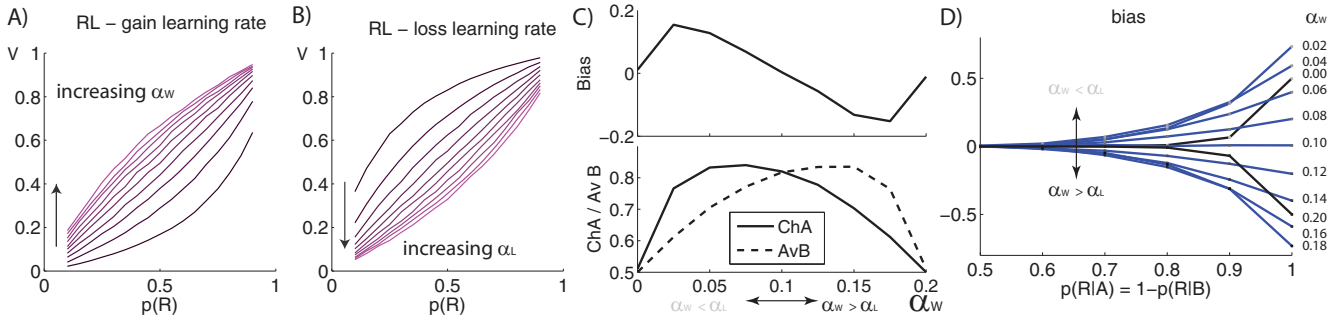 A)
RL – gain learning rate
V
1
0.8
0.6
0.4
0.2
0
increasing αW
0 0.5 1
p(R)
B)
RL – loss learning rate
V
1
0.8
0.6
0.4
0.2
0
increasing αL
0 0.5 1
p(R)
C)
0.2
0
−0.2
Bias
0.8
0.7
0.6
0.5
ChA / Av B
ChA
AvB
0 0.05 0.1 0.15 0.2
αW < αL
αW > αL
αW
D)
bias
αW
0.5
0
−0.5
αW < αL
αW > αL
0.02
0.04
0.00
0.06
0.08
0.10
0.12
0.14
0.20
0.16
0.18
0.5 0.6 0.7 0.8 0.9 1
p(R|A) = 1−p(R|B)